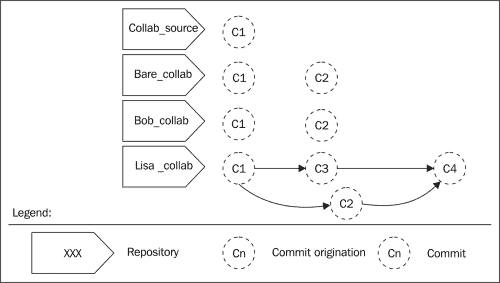 Collab_source C1
Bare_collab C1 C2
Bob_collab C1 C2
Lisa _collab C1 C3 C4
C2
Legend:
XXX Repository Cn Commit origination Cn Commit